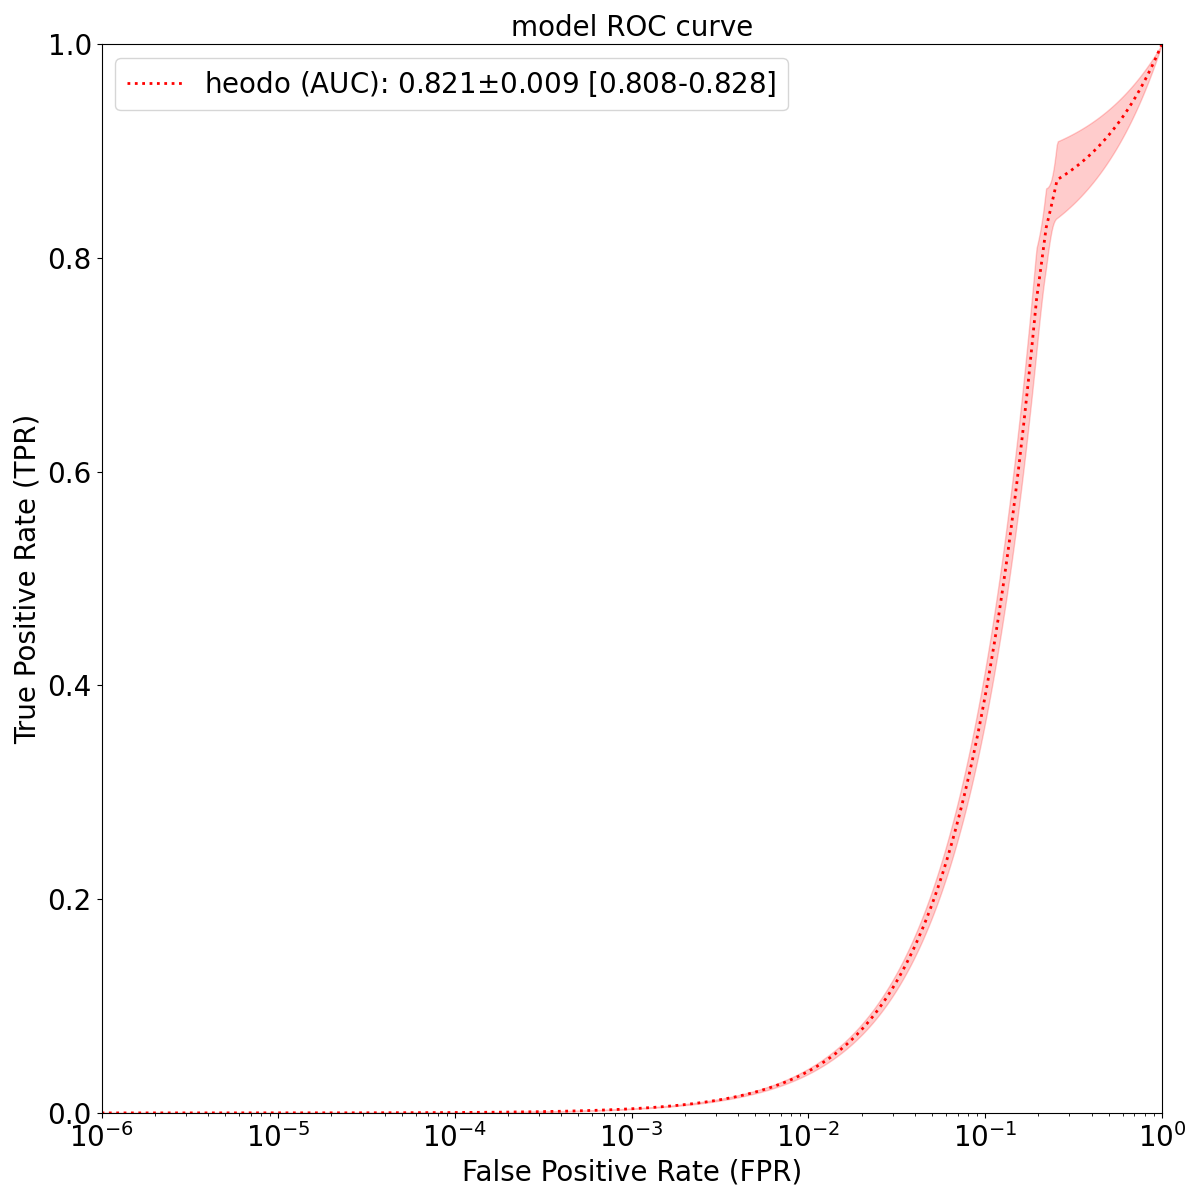 model ROC curve
heodo (AUC): 0.821±0.009 [0.808-0.828]
True Positive Rate (TPR)
1.0
0.8
0.6
0.4
0.2
0.0
10⁻⁶ 10⁻⁵ 10⁻⁴ 10⁻³ 10⁻² 10⁻¹ 10⁰
False Positive Rate (FPR)